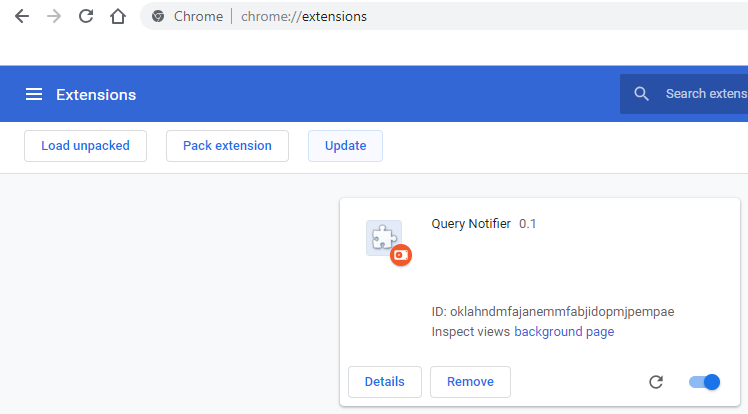 Chrome chrome://extensions
Extensions
Search extens
Load unpacked
Pack extension
Update
Query Notifier 0.1
ID: oklahndmfajanemmfabjidopmjpempae
Inspect views background page
Details
Remove